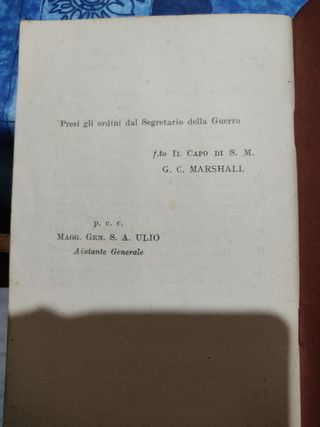 Presi gli ordini dal Segretario della Guerra
f.to Il Capo di S. M.
G. C. MARSHALL
p. c. c.
Magg. Gen. S. A. ULIO
Aiutante Generale